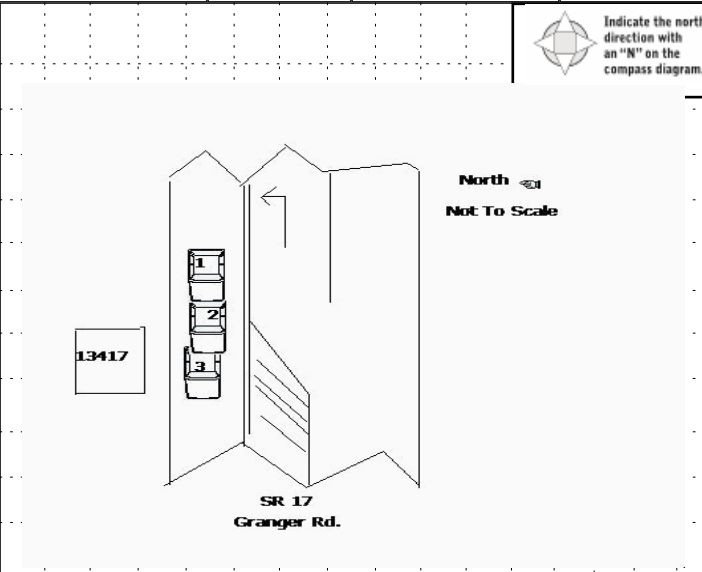 Indicate the north
direction with
an “N” on the
compass diagram.
North
Not To Scale
1
2
3
13417
SR 17
Granger Rd.